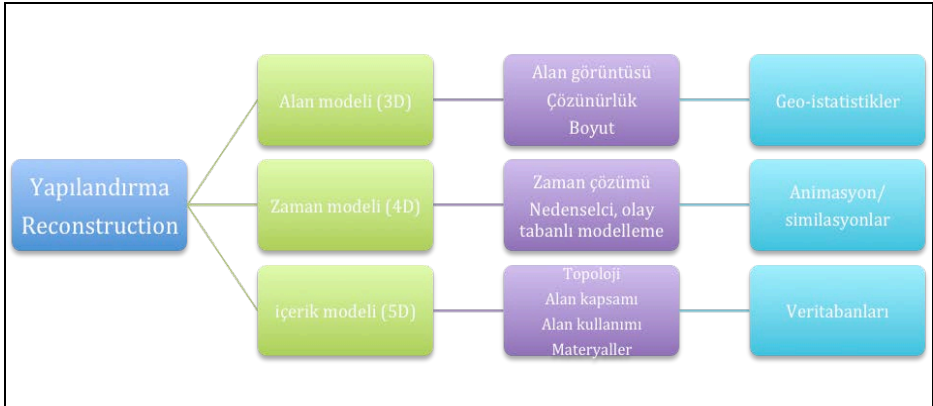 Yapılandırma
Reconstruction
Alan modeli (3D)
Alan görüntüsü
Çözünürlük
Boyut
Geo-istatistikler
Zaman modeli (4D)
Zaman çözümü
Nedenselci, olay
tabanlı modelleme
Animasyon/
similasyonlar
içerik modeli (5D)
Topoloji
Alan kapsamı
Alan kullanımı
Materyaller
Veritabanları